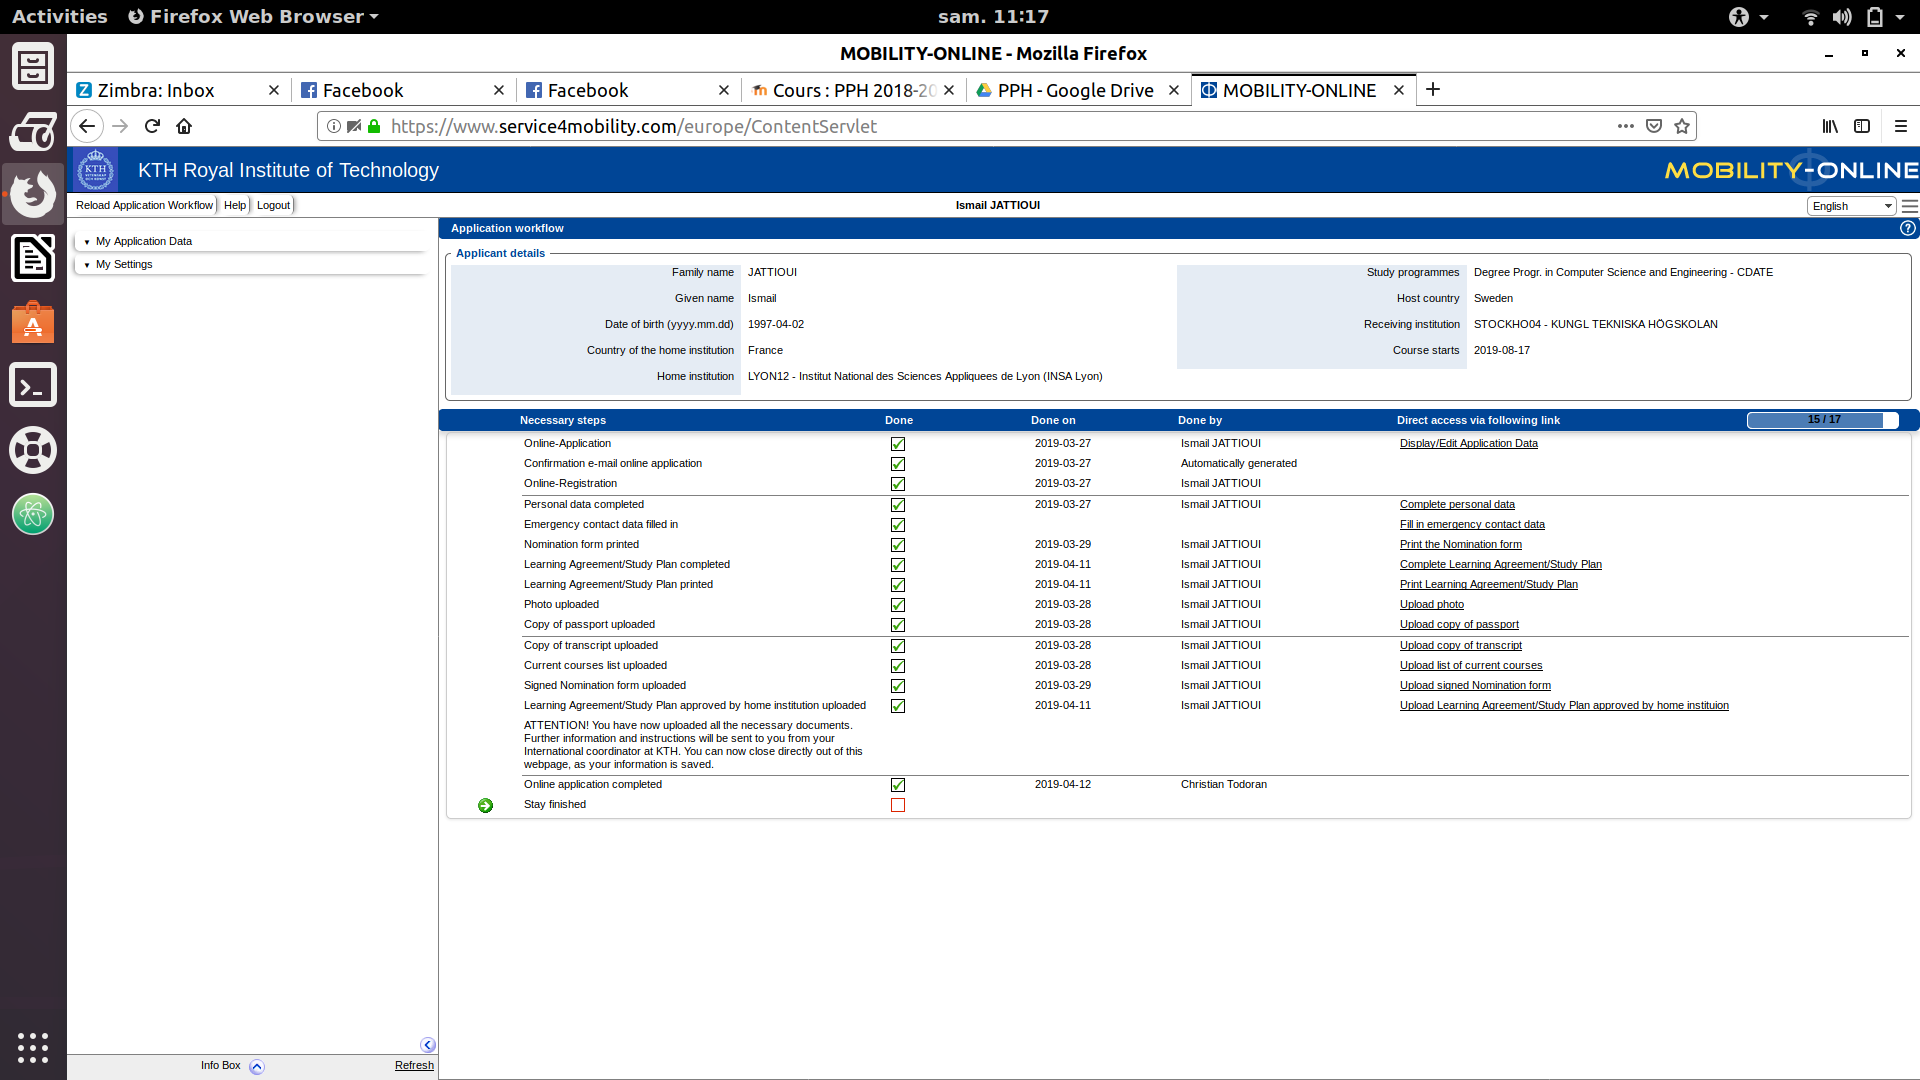 Activities Firefox Web Browser sam. 11:17
MOBILITY-ONLINE - Mozilla Firefox
Zimbra: Inbox Facebook Facebook Cours : PPH 2018-20 PPH - Google Drive MOBILITY-ONLINE
https://www.service4mobility.com/europe/ContentServlet
KTH Royal Institute of Technology MOBILITY-ONLINE
Reload Application Workflow Help Logout Ismail JATTIOUI English
My Application Data
My Settings
Application workflow
Applicant details
Family name JATTIOUI Study programmes Degree Progr. in Computer Science and Engineering - CDATE
Given name Ismail Host country Sweden
Date of birth (yyyy.mm.dd) 1997-04-02 Receiving institution STOCKHO04 - KUNGL TEKNISKA HÖGSKOLAN
Country of the home institution France Course starts 2019-08-17
Home institution LYON12 - Institut National des Sciences Appliquees de Lyon (INSA Lyon)
Necessary steps Done Done on Done by Direct access via following link 15 / 17
Online-Application 2019-03-27 Ismail JATTIOUI Display/Edit Application Data
Confirmation e-mail online application 2019-03-27 Automatically generated
Online-Registration 2019-03-27 Ismail JATTIOUI
Personal data completed 2019-03-27 Ismail JATTIOUI Complete personal data
Emergency contact data filled in Fill in emergency contact data
Nomination form printed 2019-03-29 Ismail JATTIOUI Print the Nomination form
Learning Agreement/Study Plan completed 2019-04-11 Ismail JATTIOUI Complete Learning Agreement/Study Plan
Learning Agreement/Study Plan printed 2019-04-11 Ismail JATTIOUI Print Learning Agreement/Study Plan
Photo uploaded 2019-03-28 Ismail JATTIOUI Upload photo
Copy of passport uploaded 2019-03-28 Ismail JATTIOUI Upload copy of passport
Copy of transcript uploaded 2019-03-28 Ismail JATTIOUI Upload copy of transcript
Current courses list uploaded 2019-03-28 Ismail JATTIOUI Upload list of current courses
Signed Nomination form uploaded 2019-03-29 Ismail JATTIOUI Upload signed Nomination form
Learning Agreement/Study Plan approved by home institution uploaded 2019-04-11 Ismail JATTIOUI Upload Learning Agreement/Study Plan approved by home instituion
ATTENTION! You have now uploaded all the necessary documents.
Further information and instructions will be sent to you from your
International coordinator at KTH. You can now close directly out of this
webpage, as your information is saved.
Online application completed 2019-04-12 Christian Todoran
Stay finished
Info Box Refresh